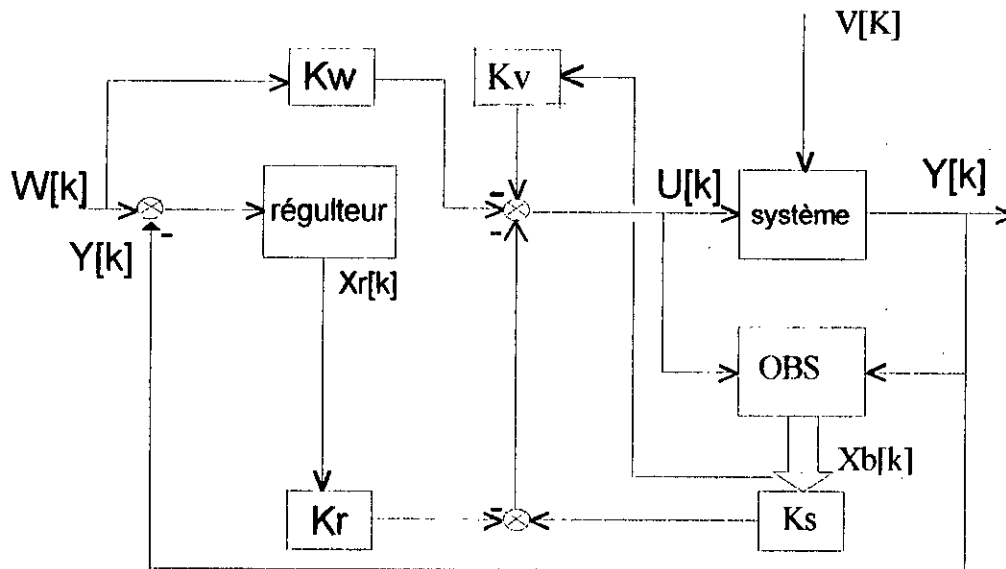 V[K]
Kw
Kv
W[k]
régulteur
U[k]
système
Y[k]
Y[k]
-
-
-
Xr[k]
OBS
Xb[k]
Kr
-
Ks